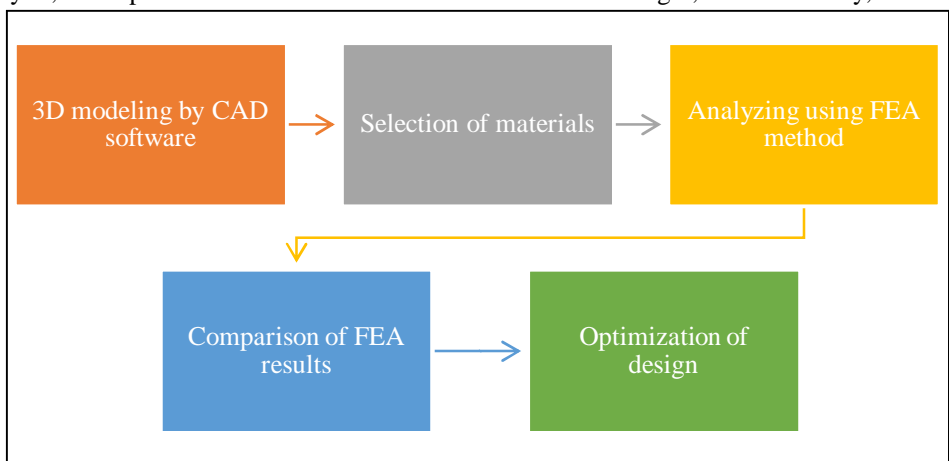 3D modeling by CAD
software
Selection of materials
Analyzing using FEA
method
Comparison of FEA
results
Optimization of
design